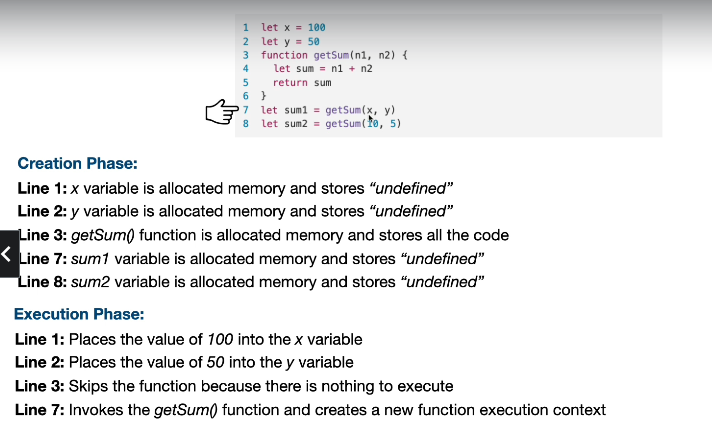 1 let x = 100
2 let y = 50
3 function getSum(n1, n2) {
4 let sum = n1 + n2
5 return sum
6 }
7 let sum1 = getSum(x, y)
8 let sum2 = getSum(10, 5)
Creation Phase:
Line 1: x variable is allocated memory and stores “undefined”
Line 2: y variable is allocated memory and stores “undefined”
Line 3: getSum() function is allocated memory and stores all the code
Line 7: sum1 variable is allocated memory and stores “undefined”
Line 8: sum2 variable is allocated memory and stores “undefined”
Execution Phase:
Line 1: Places the value of 100 into the x variable
Line 2: Places the value of 50 into the y variable
Line 3: Skips the function because there is nothing to execute
Line 7: Invokes the getSum() function and creates a new function execution context